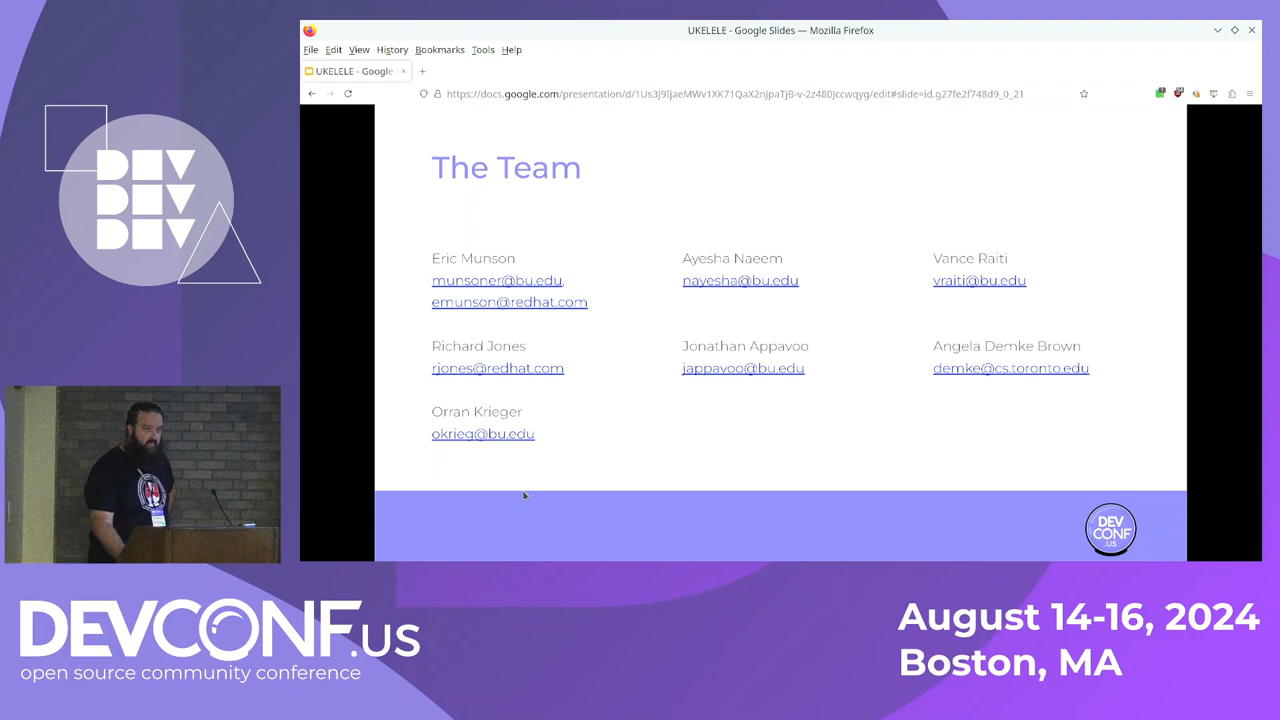 UKELELE - Google Slides — Mozilla Firefox
File Edit View History Bookmarks Tools Help
UKELELE - Google
https://docs.google.com/presentation/d/1Us3J9IjaeMWv1XK71QaX2nJpaTjB-v-2z480Jccwqyg/edit#slide=id.g27fe2f748d9_0_21
DEV
DEV
DEV
The Team
Eric Munson
munsoner@bu.edu,
emunson@redhat.com
Ayesha Naeem
nayesha@bu.edu
Vance Raiti
vraiti@bu.edu
Richard Jones
rjones@redhat.com
Jonathan Appavoo
jappavoo@bu.edu
Angela Demke Brown
demke@cs.toronto.edu
Orran Krieger
okrieg@bu.edu
DEV
CONF
.US
DEVCONF.us
open source community conference
August 14-16, 2024
Boston, MA